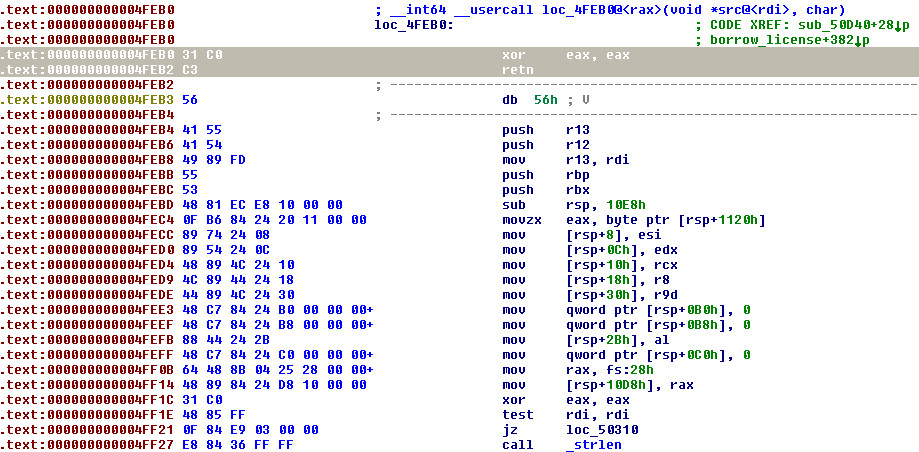 .text:000000000004FEB0 ; __int64 __usercall loc_4FEB0@<rax>(void *src@<rdi>, char)
.text:000000000004FEB0 loc_4FEB0: ; CODE XREF: sub_50D40+28↓p
.text:000000000004FEB0 ; borrow_license+382↓p
.text:000000000004FEB0 31 C0 xor eax, eax
.text:000000000004FEB2 C3 retn
.text:000000000004FEB2 ; ---------------------------------------------------------------------------
.text:000000000004FEB3 56 db 56h ; V
.text:000000000004FEB4 ; ---------------------------------------------------------------------------
.text:000000000004FEB4 41 55 push r13
.text:000000000004FEB6 41 54 push r12
.text:000000000004FEB8 49 89 FD mov r13, rdi
.text:000000000004FEBB 55 push rbp
.text:000000000004FEBC 53 push rbx
.text:000000000004FEBD 48 81 EC E8 10 00 00 sub rsp, 10E8h
.text:000000000004FEC4 0F B6 84 24 20 11 00 00 movzx eax, byte ptr [rsp+1120h]
.text:000000000004FECC 89 74 24 08 mov [rsp+8], esi
.text:000000000004FED0 89 54 24 0C mov [rsp+0Ch], edx
.text:000000000004FED4 48 89 4C 24 10 mov [rsp+10h], rcx
.text:000000000004FED9 4C 89 44 24 18 mov [rsp+18h], r8
.text:000000000004FEDE 44 89 4C 24 30 mov [rsp+30h], r9d
.text:000000000004FEE3 48 C7 84 24 B0 00 00 00+ mov qword ptr [rsp+0B0h], 0
.text:000000000004FEEF 48 C7 84 24 B8 00 00 00+ mov qword ptr [rsp+0B8h], 0
.text:000000000004FEFB 88 44 24 2B mov [rsp+2Bh], al
.text:000000000004FEFF 48 C7 84 24 C0 00 00 00+ mov qword ptr [rsp+0C0h], 0
.text:000000000004FF0B 64 48 8B 04 25 28 00 00+ mov rax, fs:28h
.text:000000000004FF14 48 89 84 24 D8 10 00 00 mov [rsp+10D8h], rax
.text:000000000004FF1C 31 C0 xor eax, eax
.text:000000000004FF1E 48 85 FF test rdi, rdi
.text:000000000004FF21 0F 84 E9 03 00 00 jz loc_50310
.text:000000000004FF27 E8 84 36 FF FF call _strlen